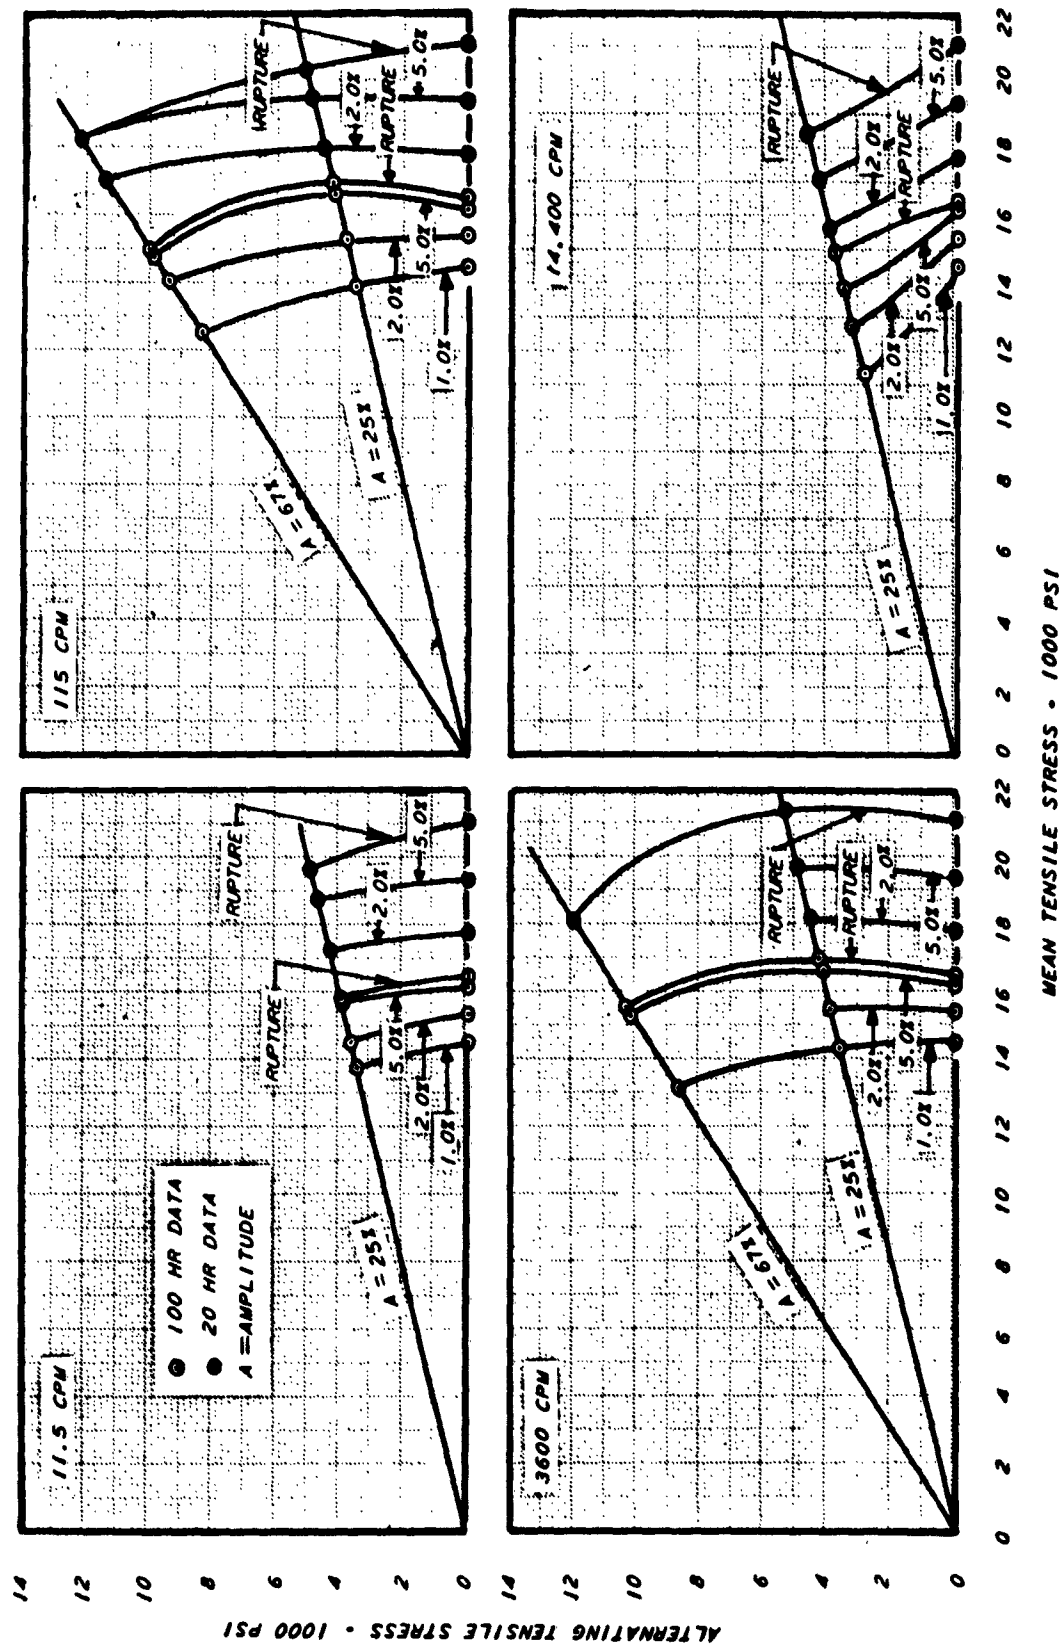 11.5 CPM
⊙ 100 HR DATA
● 20 HR DATA
A = AMPLITUDE
A = 25%
RUPTURE
RUPTURE
5.0%
2.0%
5.0%
2.0%
1.0%
115 CPM
A = 67%
A = 25%
RUPTURE
5.0%
2.0%
RUPTURE
5.0%
2.0%
1.0%
3600 CPM
A = 67%
A = 25%
RUPTURE
RUPTURE
2.0%
5.0%
5.0%
2.0%
1.0%
14.400 CPM
A = 25%
RUPTURE
5.0%
2.0%
RUPTURE
5.0%
2.0%
1.0%
14
12
10
8
6
4
2
0
14
12
10
8
6
4
2
0
0 2 4 6 8 10 12 14 16 18 20 22
0 2 4 6 8 10 12 14 16 18 20 22
ALTERNATING TENSILE STRESS - 1000 PSI
MEAN TENSILE STRESS - 1000 PSI